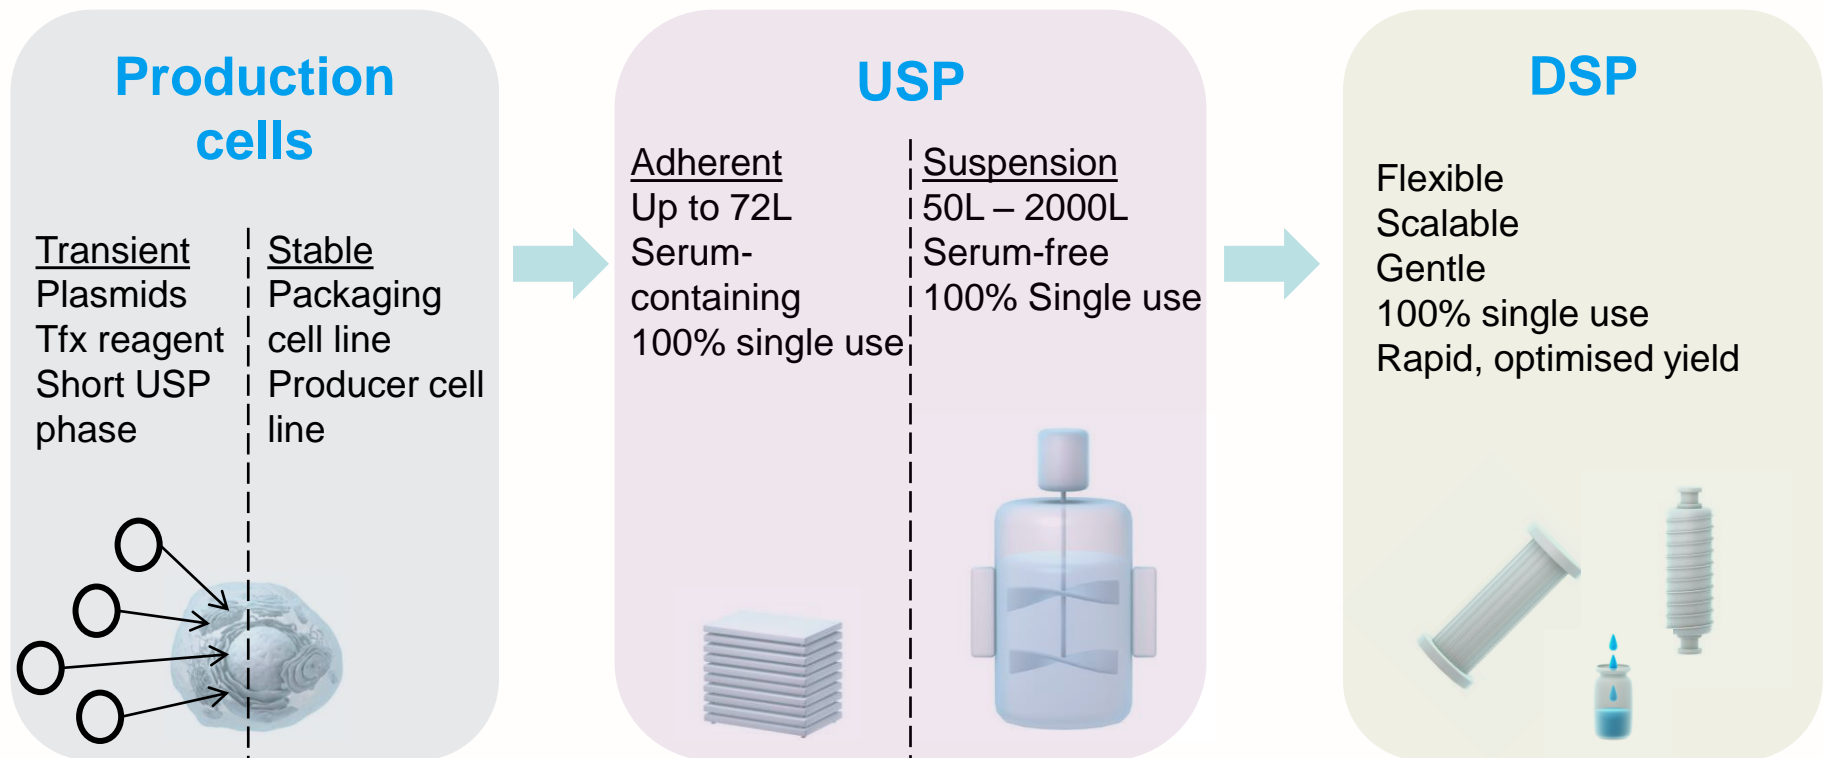 Production
cells
Transient
Plasmids
Tfx reagent
Short USP
phase
Stable
Packaging
cell line
Producer cell
line
USP
Adherent
Up to 72L
Serum-
containing
100% single use
Suspension
50L – 2000L
Serum-free
100% Single use
DSP
Flexible
Scalable
Gentle
100% single use
Rapid, optimised yield